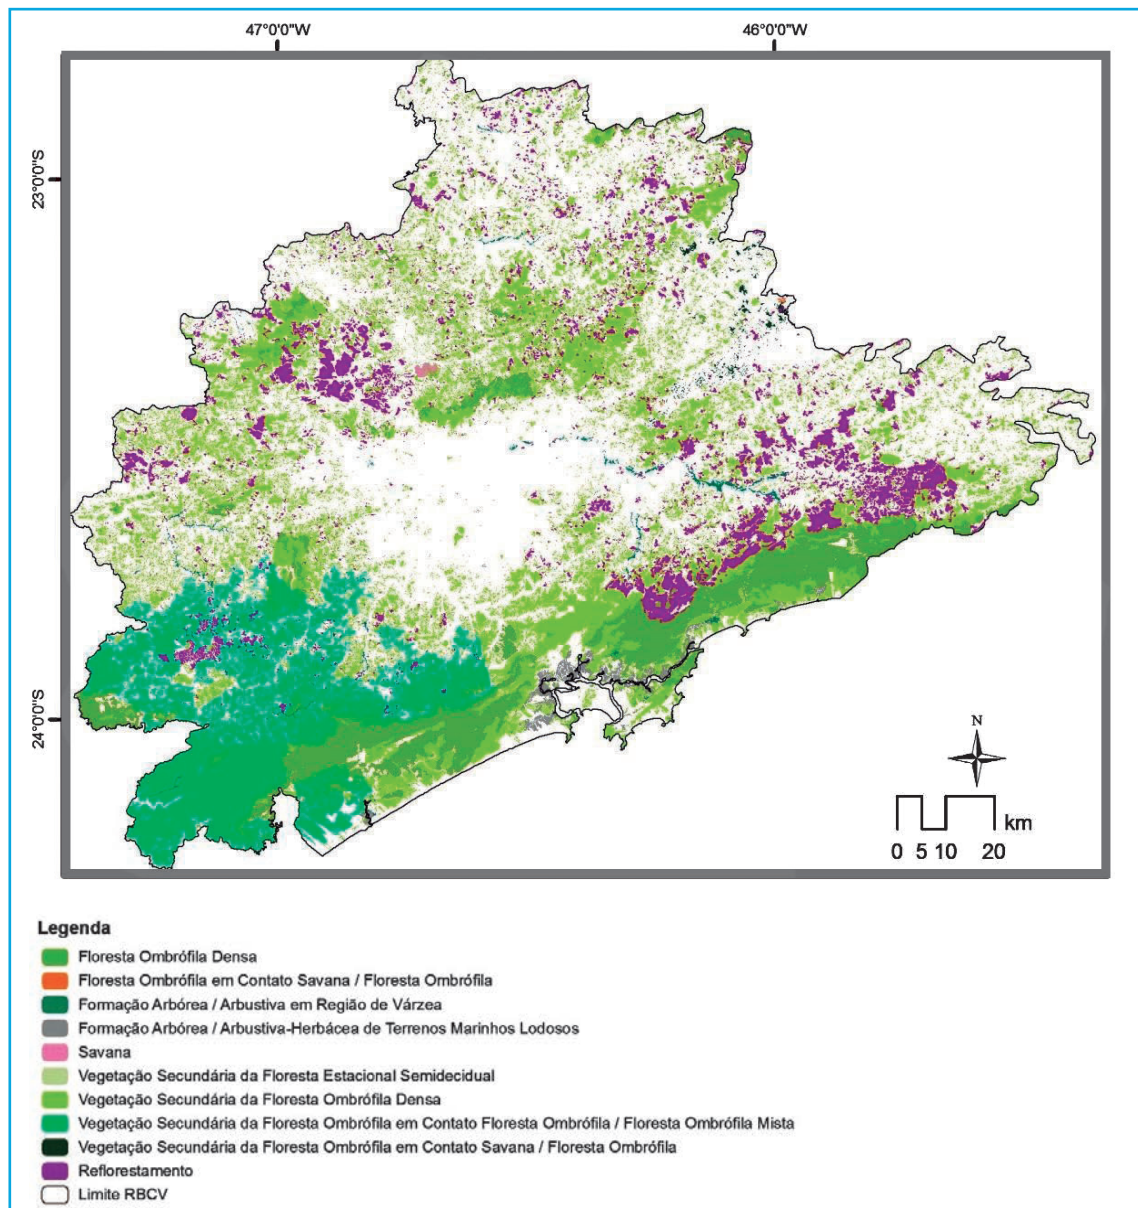 47°0'0"W
46°0'0"W
23°0'0"S
24°0'0"S
N
km
0 5 10 20
Legenda
Floresta Ombrófila Densa
Floresta Ombrófila em Contato Savana / Floresta Ombrófila
Formação Arbórea / Arbustiva em Região de Várzea
Formação Arbórea / Arbustiva-Herbácea de Terrenos Marinhos Lodosos
Savana
Vegetação Secundária da Floresta Estacional Semidecidual
Vegetação Secundária da Floresta Ombrófila Densa
Vegetação Secundária da Floresta Ombrófila em Contato Floresta Ombrófila / Floresta Ombrófila Mista
Vegetação Secundária da Floresta Ombrófila em Contato Savana / Floresta Ombrófila
Reflorestamento
Limite RBCV